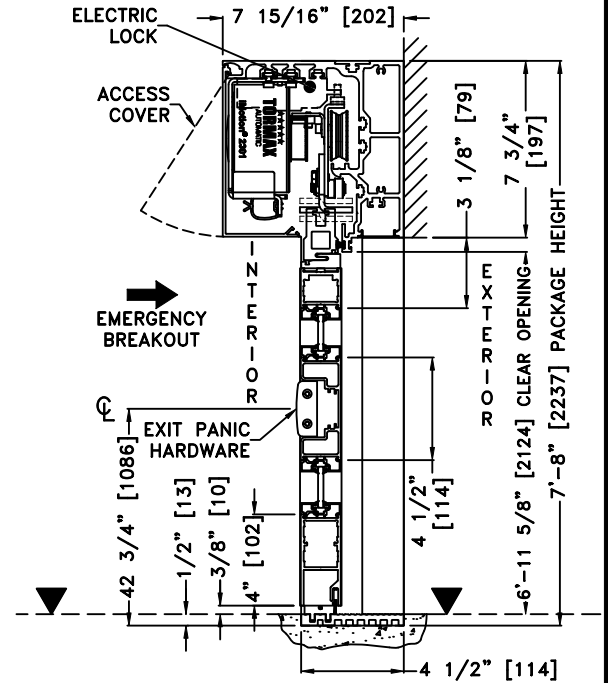 ELECTRIC
LOCK
7 15/16" [202]
ACCESS
COVER
TORMAX
AUTOMATIC
3 1/8" [79]
7 3/4"
[197]
INTERIOR
EXTERIOR
EMERGENCY
BREAKOUT
6'-11 5/8" [2124] CLEAR OPENING
7'-8" [2237] PACKAGE HEIGHT
℄
EXIT PANIC
HARDWARE
42 3/4" [1086]
1/2" [13]
3/8" [10]
4" [102]
4 1/2"
[114]
4 1/2" [114]